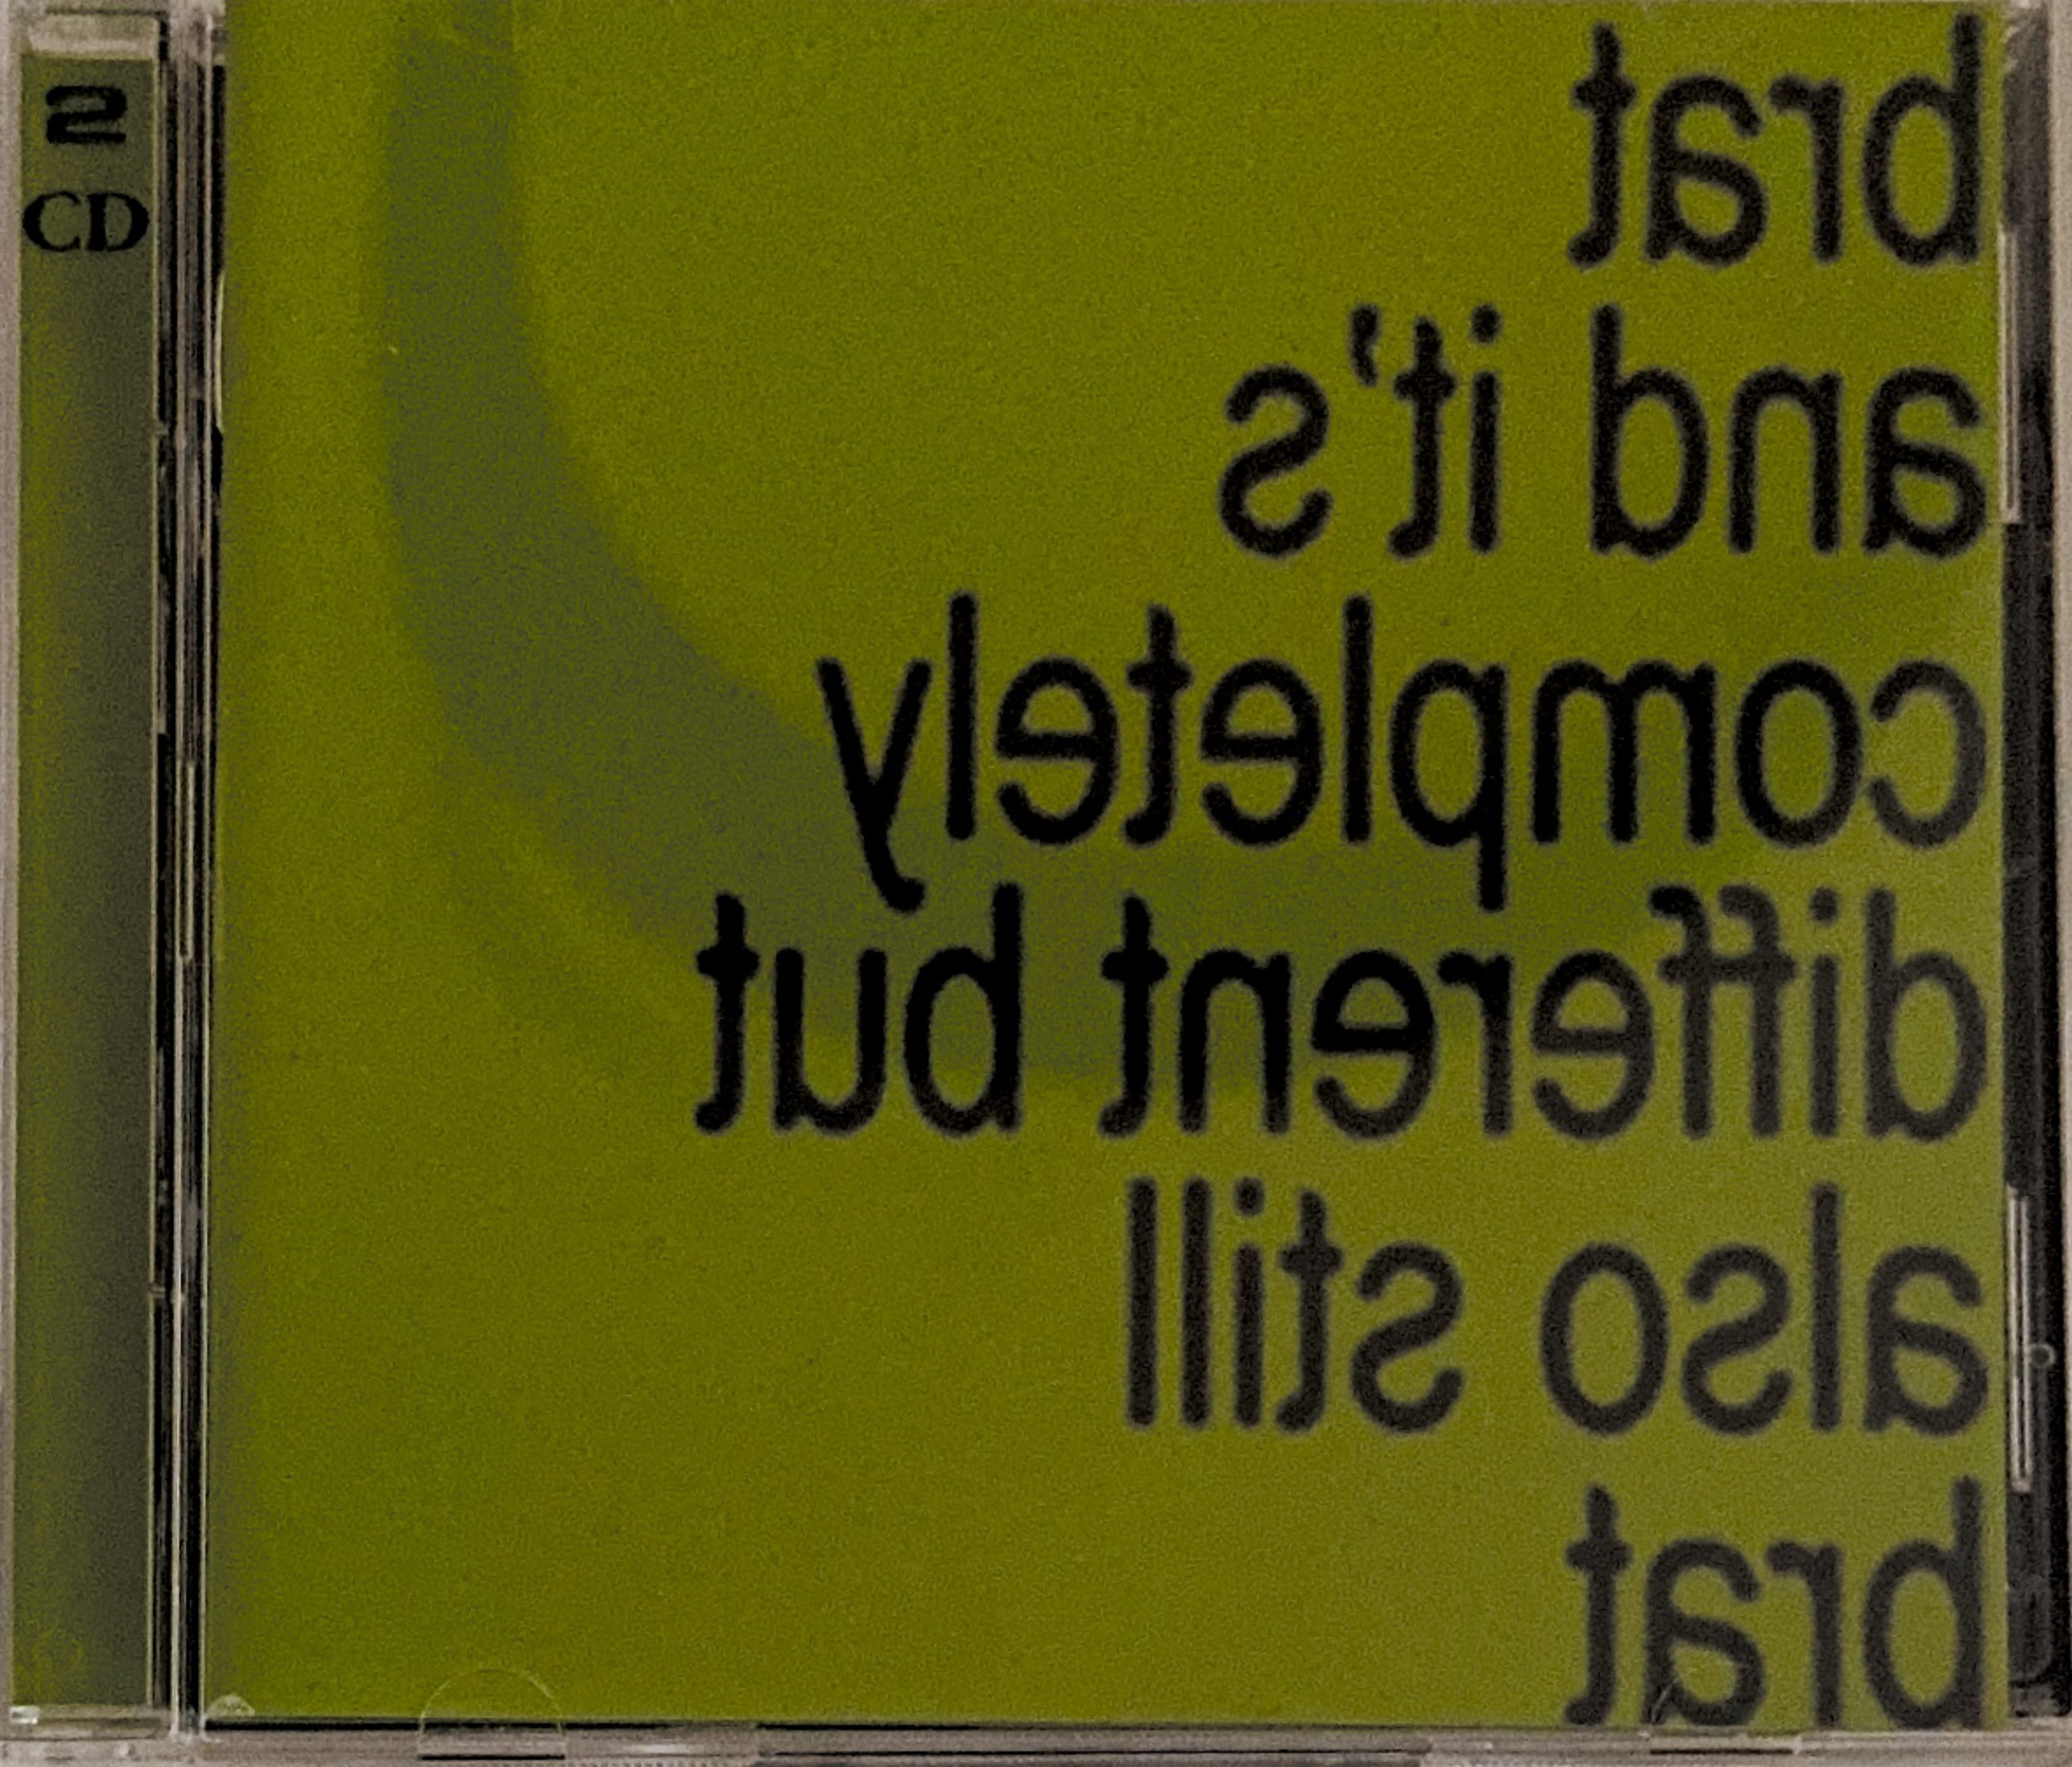 2
CD
brat
and it's
completely
different but
also still
brat